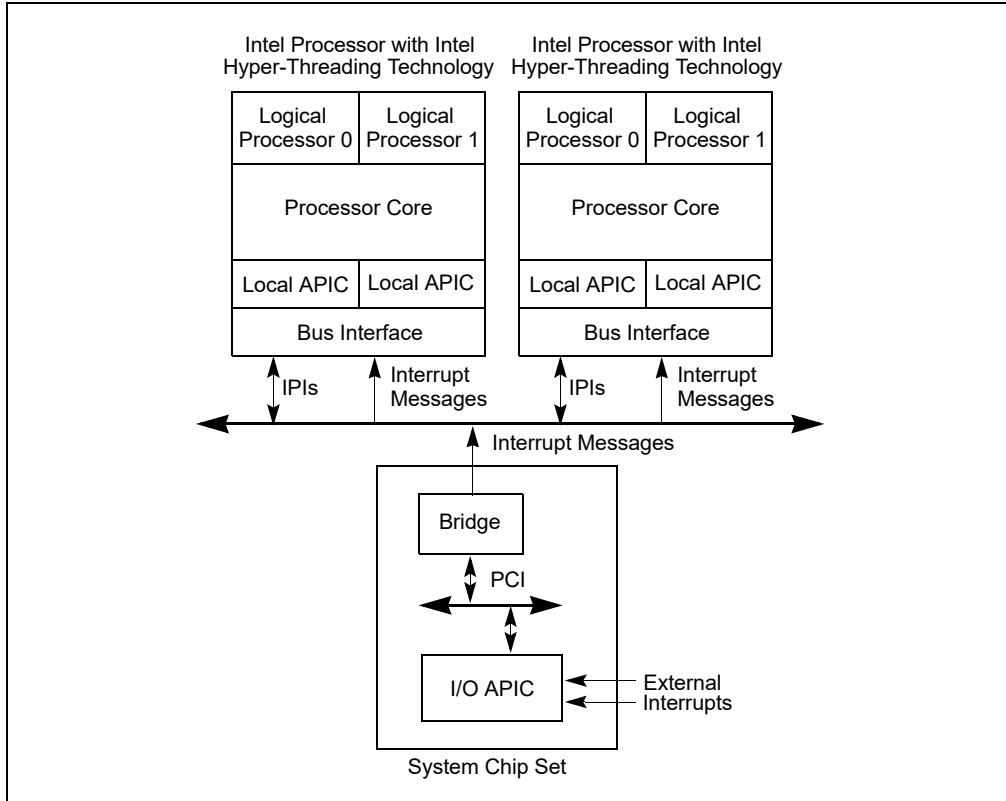 Intel Processor with Intel
Hyper-Threading Technology
Intel Processor with Intel
Hyper-Threading Technology
Logical
Processor 0
Logical
Processor 1
Logical
Processor 0
Logical
Processor 1
Processor Core
Processor Core
Local APIC
Local APIC
Local APIC
Local APIC
Bus Interface
Bus Interface
IPIs
Interrupt
Messages
IPIs
Interrupt
Messages
Interrupt Messages
Bridge
PCI
I/O APIC
External
Interrupts
System Chip Set